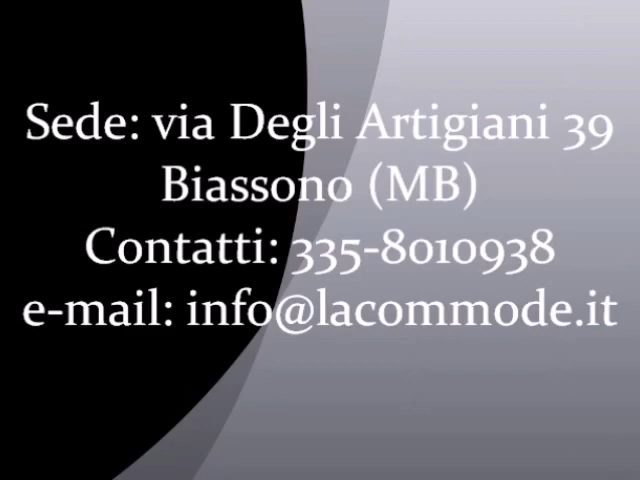 Sede: via Degli Artigiani 39
Biassono (MB)
Contatti: 335-8010938
e-mail: info@lacommode.it